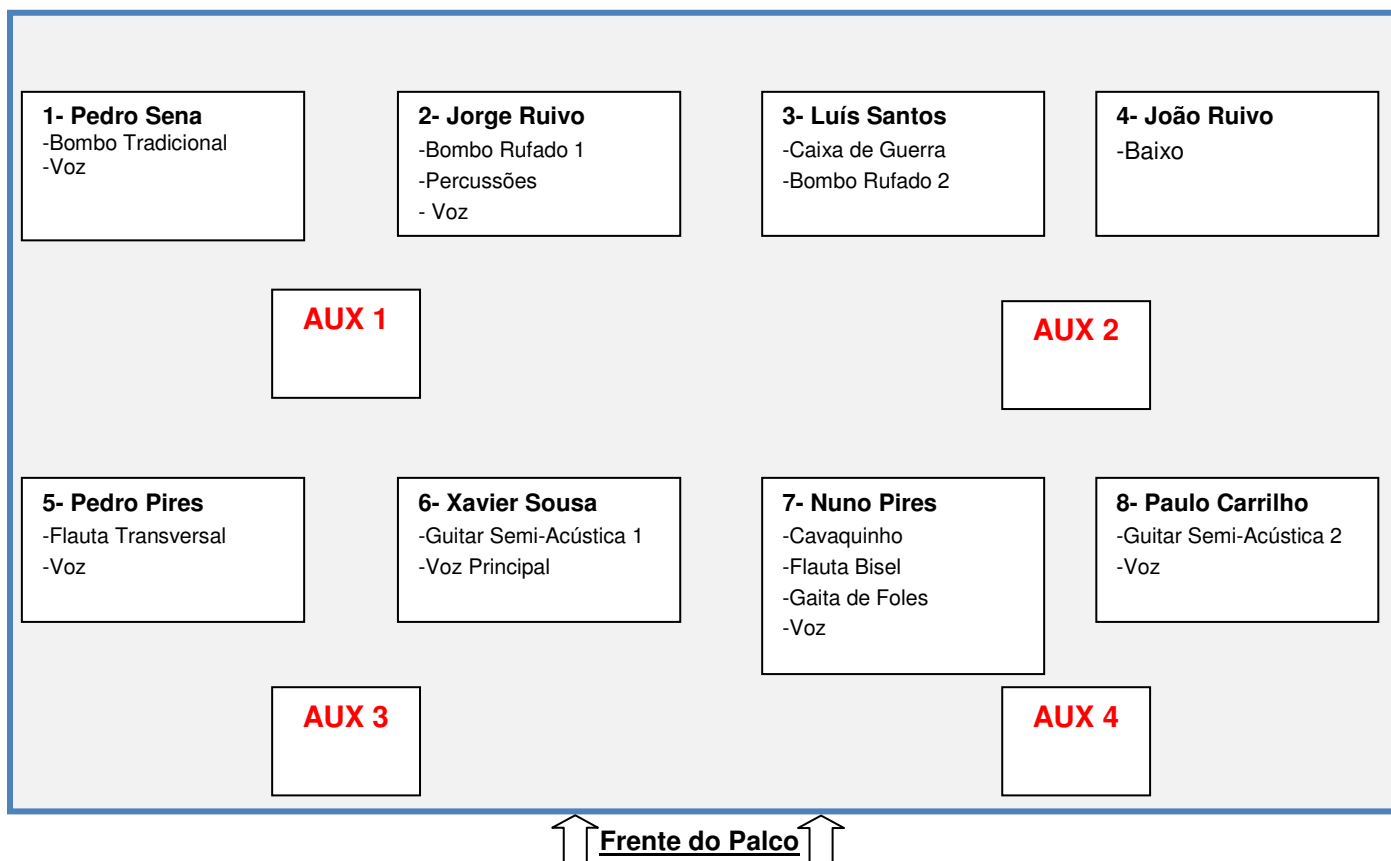 1- Pedro Sena
-Bombo Tradicional
-Voz
2- Jorge Ruivo
-Bombo Rufado 1
-Percussões
- Voz
3- Luís Santos
-Caixa de Guerra
-Bombo Rufado 2
4- João Ruivo
-Baixo
AUX 1
AUX 2
5- Pedro Pires
-Flauta Transversal
-Voz
6- Xavier Sousa
-Guitar Semi-Acústica 1
-Voz Principal
7- Nuno Pires
-Cavaquinho
-Flauta Bisel
-Gaita de Foles
-Voz
8- Paulo Carrilho
-Guitar Semi-Acústica 2
-Voz
AUX 3
AUX 4
Frente do Palco